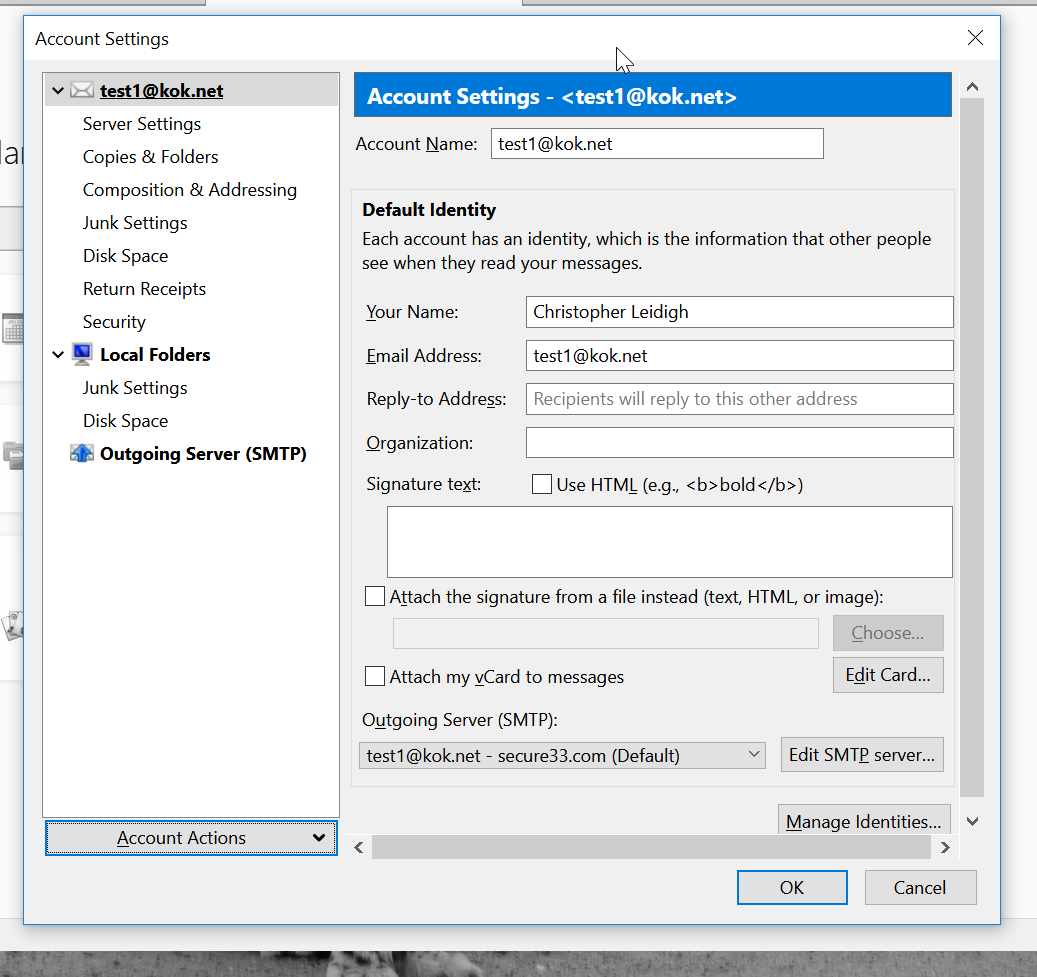 Account Settings
test1@kok.net
Server Settings
Copies & Folders
Composition & Addressing
Junk Settings
Disk Space
Return Receipts
Security
Local Folders
Junk Settings
Disk Space
Outgoing Server (SMTP)
Account Actions
Account Settings - <test1@kok.net>
Account Name: test1@kok.net
Default Identity
Each account has an identity, which is the information that other people
see when they read your messages.
Your Name: Christopher Leidigh
Email Address: test1@kok.net
Reply-to Address: Recipients will reply to this other address
Organization:
Signature text: Use HTML (e.g., <b>bold</b>)
Attach the signature from a file instead (text, HTML, or image):
Choose...
Attach my vCard to messages
Edit Card...
Outgoing Server (SMTP):
test1@kok.net - secure33.com (Default) Edit SMTP server...
Manage Identities...
OK Cancel